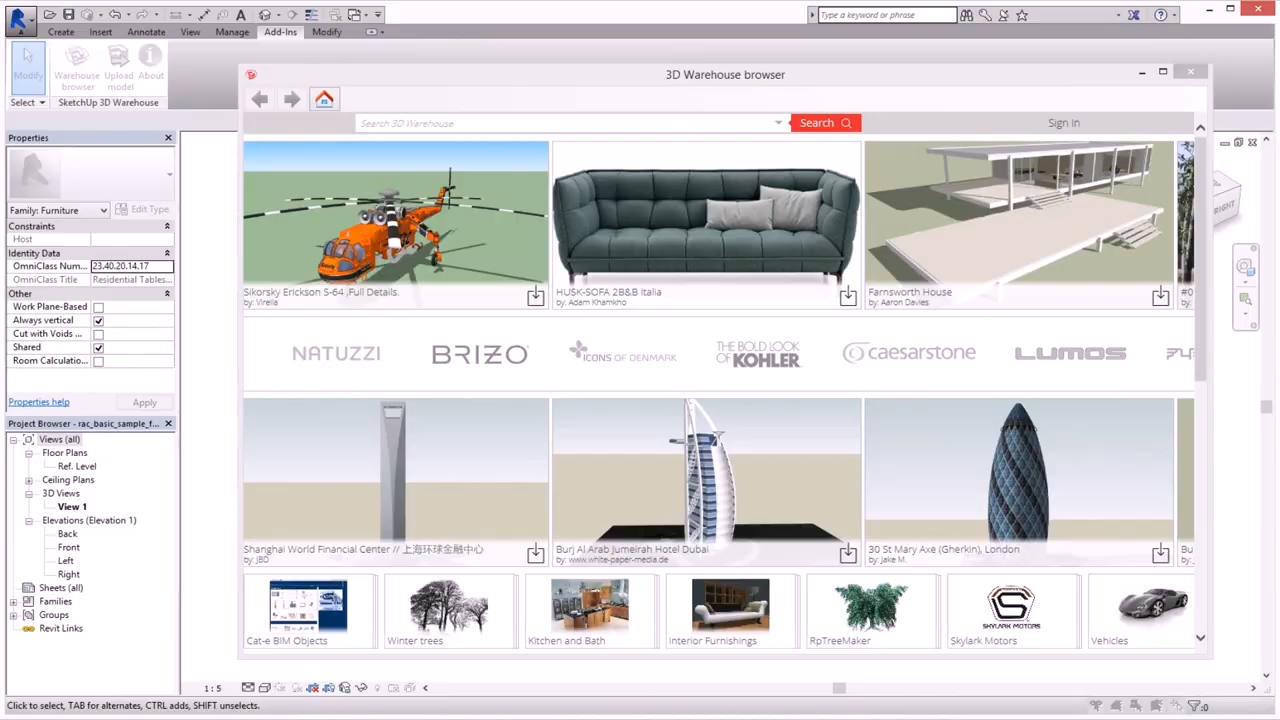 A
Type a keyword or phrase
Create Insert Annotate View Manage Add-Ins Modify
Modify
Warehouse browser
Upload model
About
Select
SketchUp 3D Warehouse
3D Warehouse browser
Search 3D Warehouse
Search
Sign In
Properties
Family: Furniture
Edit Type
Constraints
Host
Identity Data
OmniClass Num... 23.40.20.14.17
OmniClass Title Residential Tables...
Other
Work Plane-Based
Always vertical
Cut with Voids ...
Shared
Room Calculatio...
Properties help
Apply
Project Browser - rac_basic_sample_f...
Views (all)
Floor Plans
Ref. Level
Ceiling Plans
3D Views
View 1
Elevations (Elevation 1)
Back
Front
Left
Right
Sheets (all)
Families
Groups
Revit Links
Sikorsky Erickson S-64 ,Full Details.
by: Virella
HUSK-SOFA 2B&B Italia
by: Adam Khamkho
Farnsworth House
by: Aaron Davies
#0
by:
NATUZZI
BRIZO
ICONS OF DENMARK
THE BOLD LOOK OF KOHLER
caesarstone
LUMOS
Shanghai World Financial Center // 上海环球金融中心
by: JBD
Burj Al Arab Jumeirah Hotel Dubai
by: www.white-paper-media.de
30 St Mary Axe (Gherkin), London
by: Jake M.
Bu
by:
Cat-e BIM Objects
Winter trees
Kitchen and Bath
Interior Furnishings
RpTreeMaker
SKYLARK MOTORS
Skylark Motors
Vehicles
RIGHT
1 : 5
Click to select, TAB for alternates, CTRL adds, SHIFT unselects.
:0